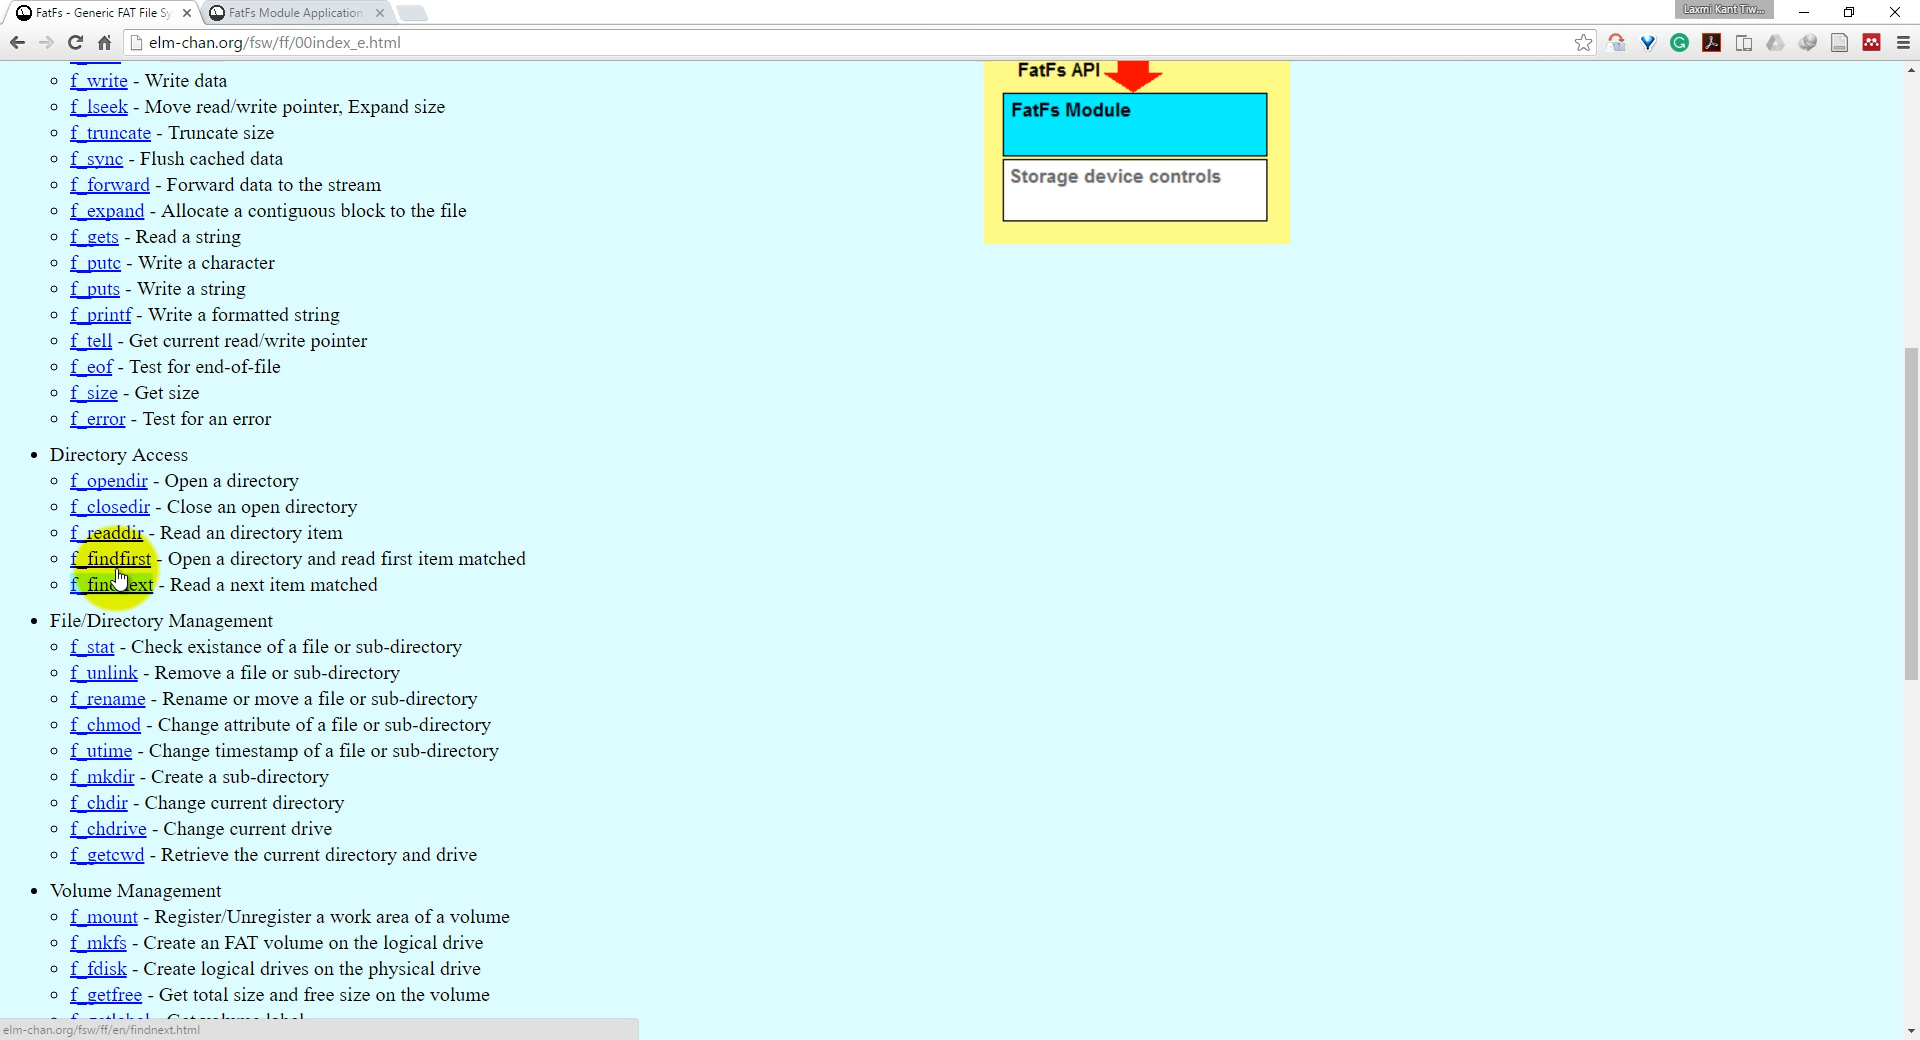 FatFs - Generic FAT File Sy
FatFs Module Application
Laxmi Kant Tiw...
elm-chan.org/fsw/ff/00index_e.html
f_write - Write data
f_lseek - Move read/write pointer, Expand size
f_truncate - Truncate size
f_sync - Flush cached data
f_forward - Forward data to the stream
f_expand - Allocate a contiguous block to the file
f_gets - Read a string
f_putc - Write a character
f_puts - Write a string
f_printf - Write a formatted string
f_tell - Get current read/write pointer
f_eof - Test for end-of-file
f_size - Get size
f_error - Test for an error
Directory Access
f_opendir - Open a directory
f_closedir - Close an open directory
f_readdir - Read an directory item
f_findfirst - Open a directory and read first item matched
f_findnext - Read a next item matched
File/Directory Management
f_stat - Check existance of a file or sub-directory
f_unlink - Remove a file or sub-directory
f_rename - Rename or move a file or sub-directory
f_chmod - Change attribute of a file or sub-directory
f_utime - Change timestamp of a file or sub-directory
f_mkdir - Create a sub-directory
f_chdir - Change current directory
f_chdrive - Change current drive
f_getcwd - Retrieve the current directory and drive
Volume Management
f_mount - Register/Unregister a work area of a volume
f_mkfs - Create an FAT volume on the logical drive
f_fdisk - Create logical drives on the physical drive
f_getfree - Get total size and free size on the volume
elm-chan.org/fsw/ff/en/findnext.html
FatFs API
FatFs Module
Storage device controls